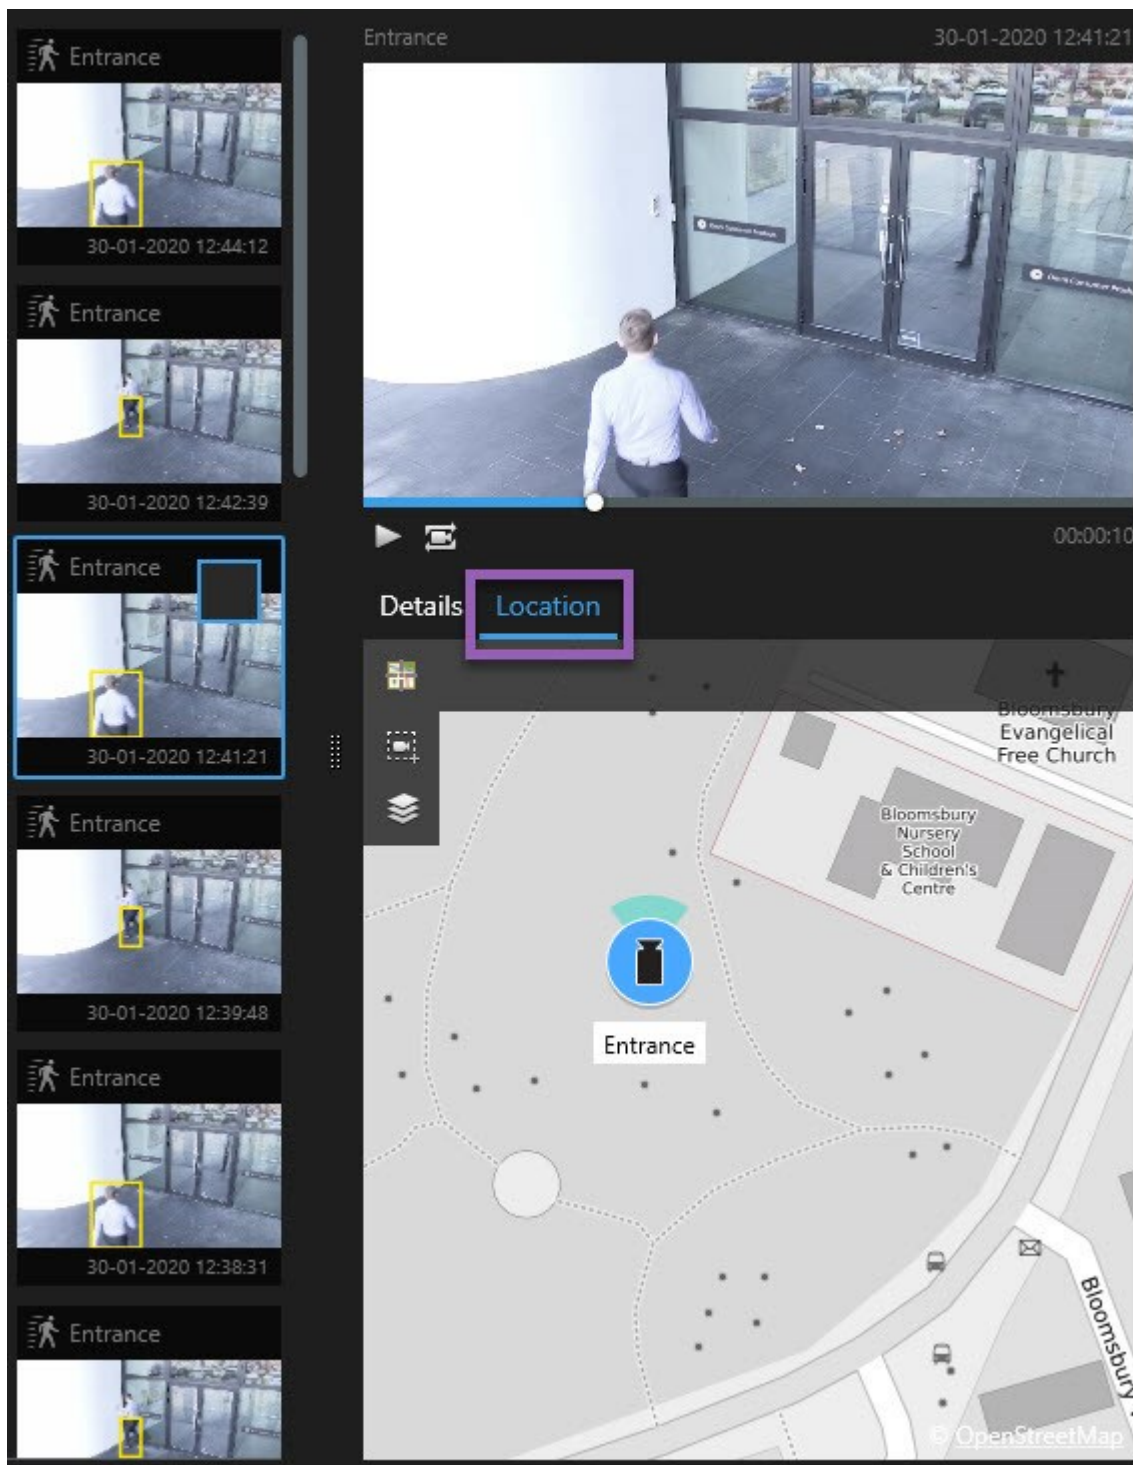 Entrance
30-01-2020 12:44:12
Entrance
30-01-2020 12:42:39
Entrance
30-01-2020 12:41:21
Entrance
30-01-2020 12:39:48
Entrance
30-01-2020 12:38:31
Entrance
Entrance
30-01-2020 12:41:21
00:00:10
Details
Location
Bloomsbury
Evangelical
Free Church
Bloomsbury
Nursery
School
& Children's
Centre
Entrance
Bloomsbury
© OpenStreetMap